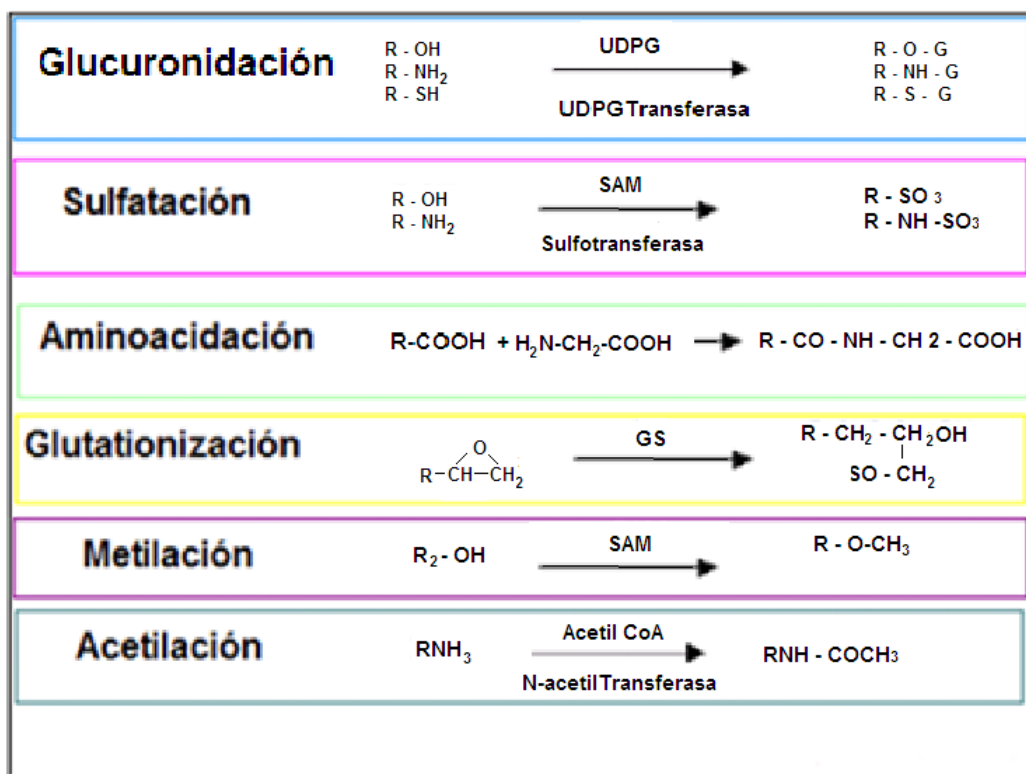 Glucuronidación
R - OH
R - NH₂
R - SH
UDPG
UDPG Transferasa
R - O - G
R - NH - G
R - S - G
Sulfatación
R - OH
R - NH₂
SAM
Sulfotransferasa
R - SO 3
R - NH -SO3
Aminoacidación
R-COOH + H₂N-CH₂-COOH
R - CO - NH - CH 2 - COOH
Glutationización
O
R-CH-CH₂
GS
R - CH₂ - CH₂OH
SO - CH₂
Metilación
R₂- OH
SAM
R - O-CH₃
Acetilación
RNH₃
Acetil CoA
N-acetil Transferasa
RNH - COCH3